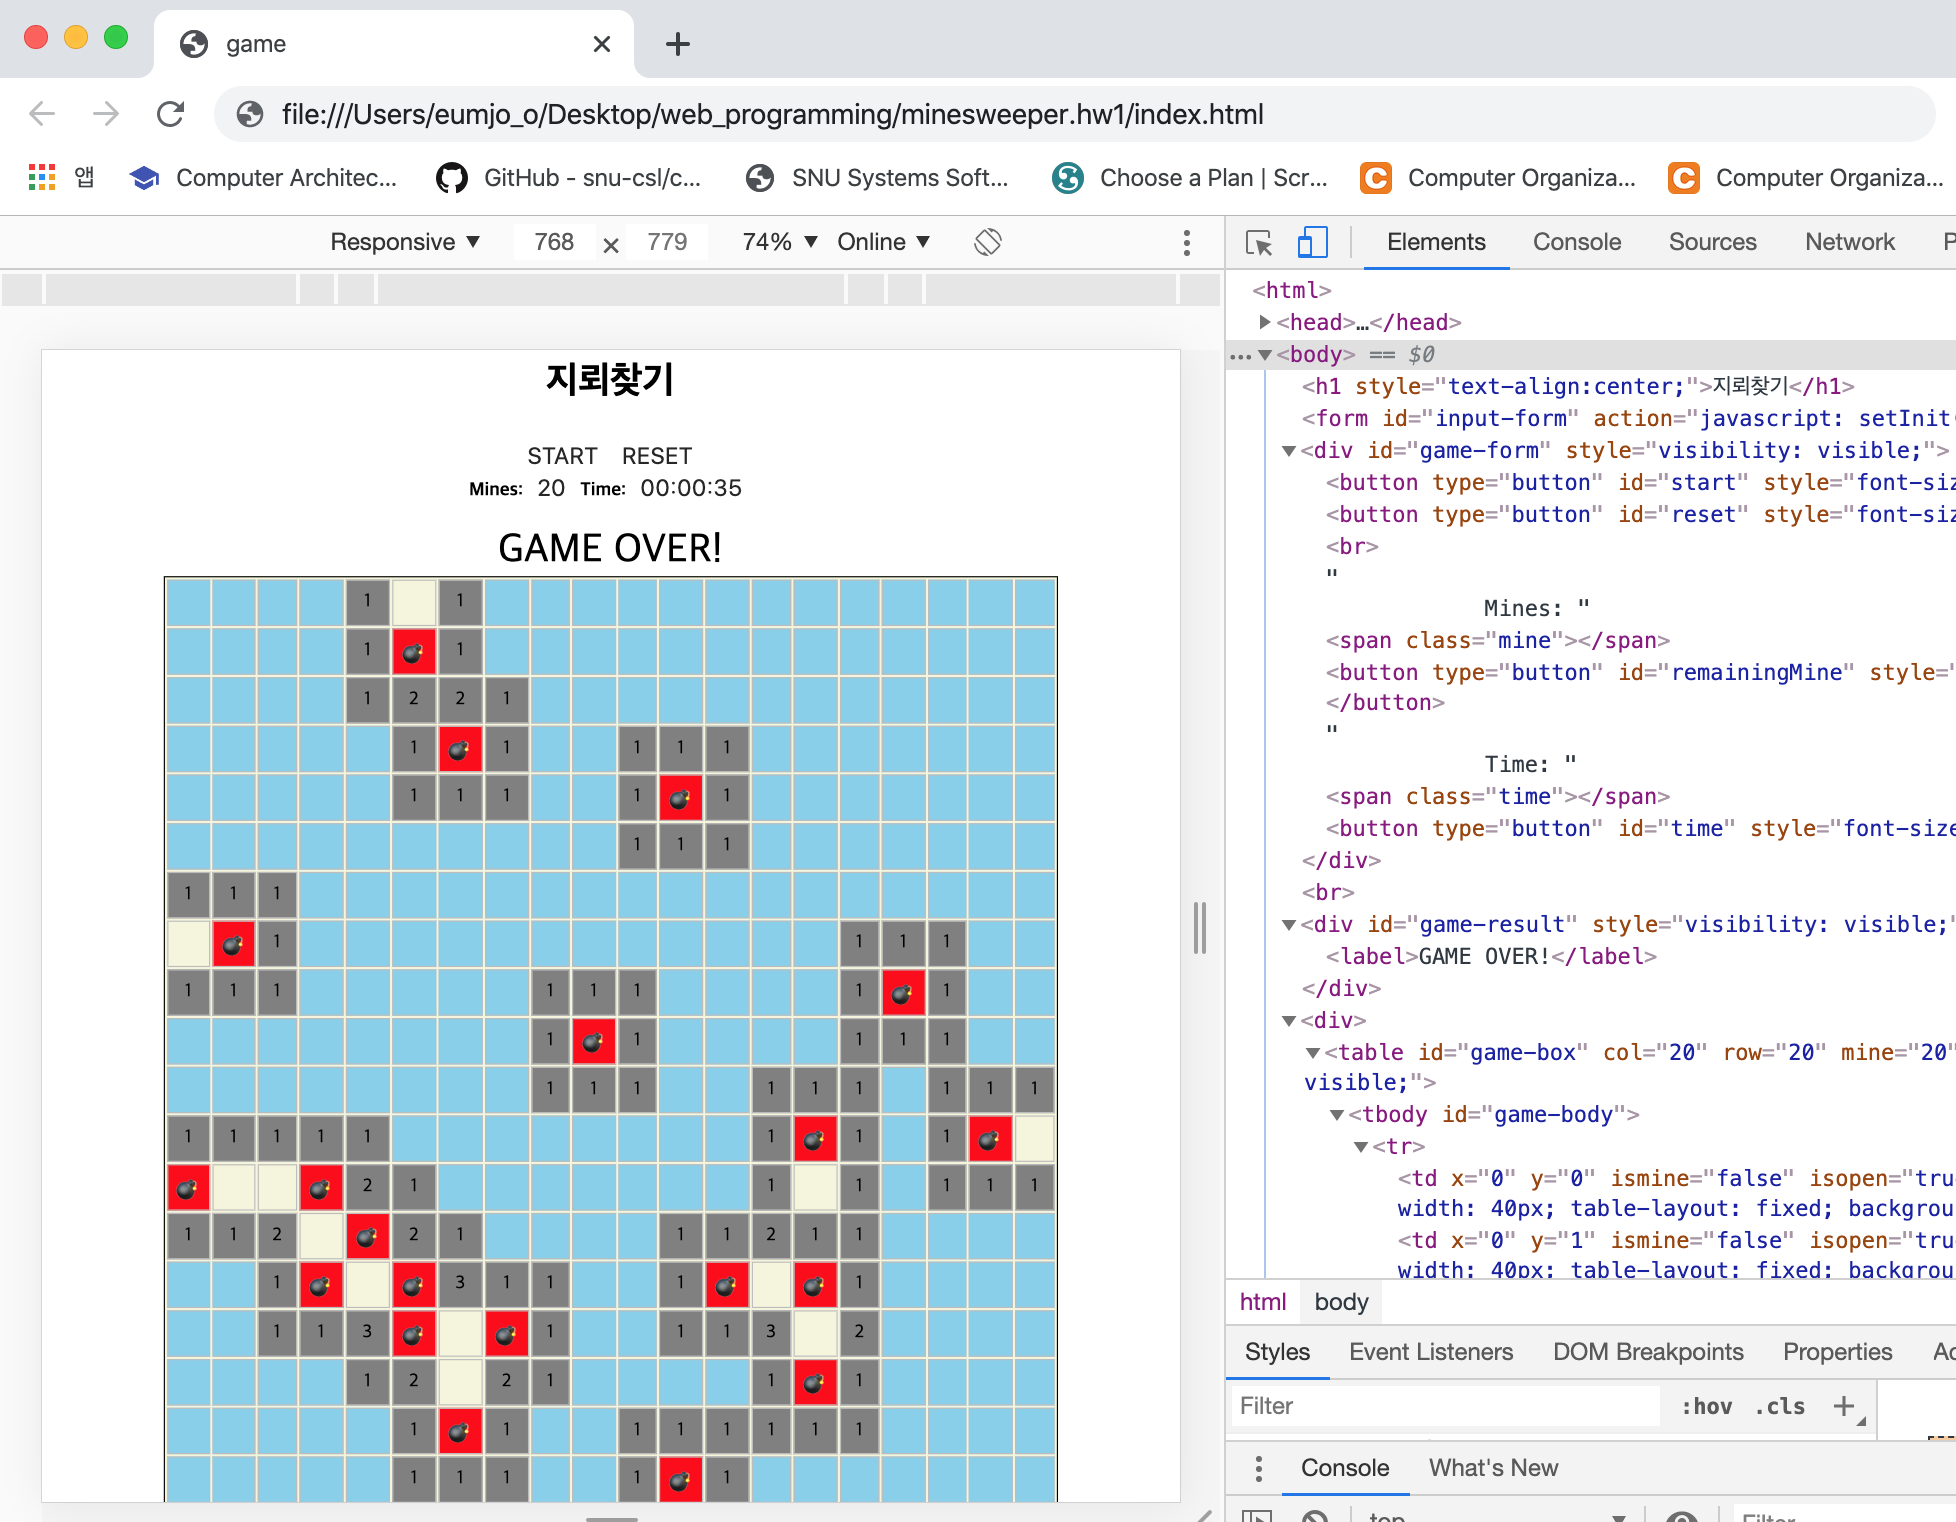 game
file:///Users/eumjo_o/Desktop/web_programming/minesweeper.hw1/index.html
앱 Computer Architec... GitHub - snu-csl/c... SNU Systems Soft... Choose a Plan | Scr... Computer Organiza... Computer Organiza...
Responsive ▼ 768 × 779 74% ▼ Online ▼
지뢰찾기
START RESET
Mines: 20 Time: 00:00:35
GAME OVER!
1 1
1 1
1 2 2 1
1 1 1 1 1
1 1 1 1 1
1 1 1
1 1 1
1 1 1 1
1 1 1 1 1 1 1 1
1 1 1 1 1
1 1 1 1 1 1 1 1 1
1 1 1 1 1 1 1 1
2 1 1 1 1 1 1
1 1 2 2 1 1 1 2 1 1
1 3 1 1 1 1
1 1 3 1 1 1 3 2
1 2 2 1 1 1
1 1 1 1 1 1 1 1
1 1 1 1 1
Elements Console Sources Network P
<html>
<head>…</head>
<body> == $0
<h1 style="text-align:center;">지뢰찾기</h1>
<form id="input-form" action="javascript: setInit
<div id="game-form" style="visibility: visible;">
<button type="button" id="start" style="font-siz
<button type="button" id="reset" style="font-siz
<br>
"
Mines: "
<span class="mine"></span>
<button type="button" id="remainingMine" style="
</button>
"
Time: "
<span class="time"></span>
<button type="button" id="time" style="font-size
</div>
<br>
<div id="game-result" style="visibility: visible;"
<label>GAME OVER!</label>
</div>
<div>
<table id="game-box" col="20" row="20" mine="20"
visible;">
<tbody id="game-body">
<tr>
<td x="0" y="0" ismine="false" isopen="tru
width: 40px; table-layout: fixed; backgrou
<td x="0" y="1" ismine="false" isopen="tru
width: 40px; table-layout: fixed; backgrou
html body
Styles Event Listeners DOM Breakpoints Properties Ac
Filter :hov .cls +
Console What's New
top Filter